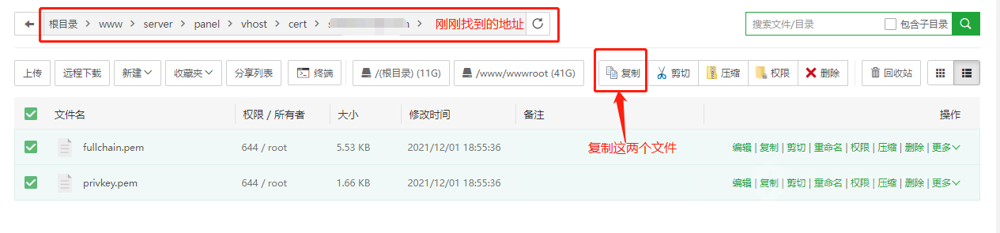 根目录 > www > server > panel > vhost > cert > 刚刚找到的地址
搜索文件/目录 包含子目录
上传 远程下载 新建 收藏夹 分享列表 终端 /(根目录) (11G) /www/wwwroot (41G) 复制 剪切 压缩 权限 删除 回收站
文件名 权限 / 所有者 大小 修改时间 备注 操作
fullchain.pem 644 / root 5.53 KB 2021/12/01 18:55:36 编辑 | 复制 | 剪切 | 重命名 | 权限 | 压缩 | 删除 | 更多
复制这两个文件
privkey.pem 644 / root 1.66 KB 2021/12/01 18:55:36 编辑 | 复制 | 剪切 | 重命名 | 权限 | 压缩 | 删除 | 更多